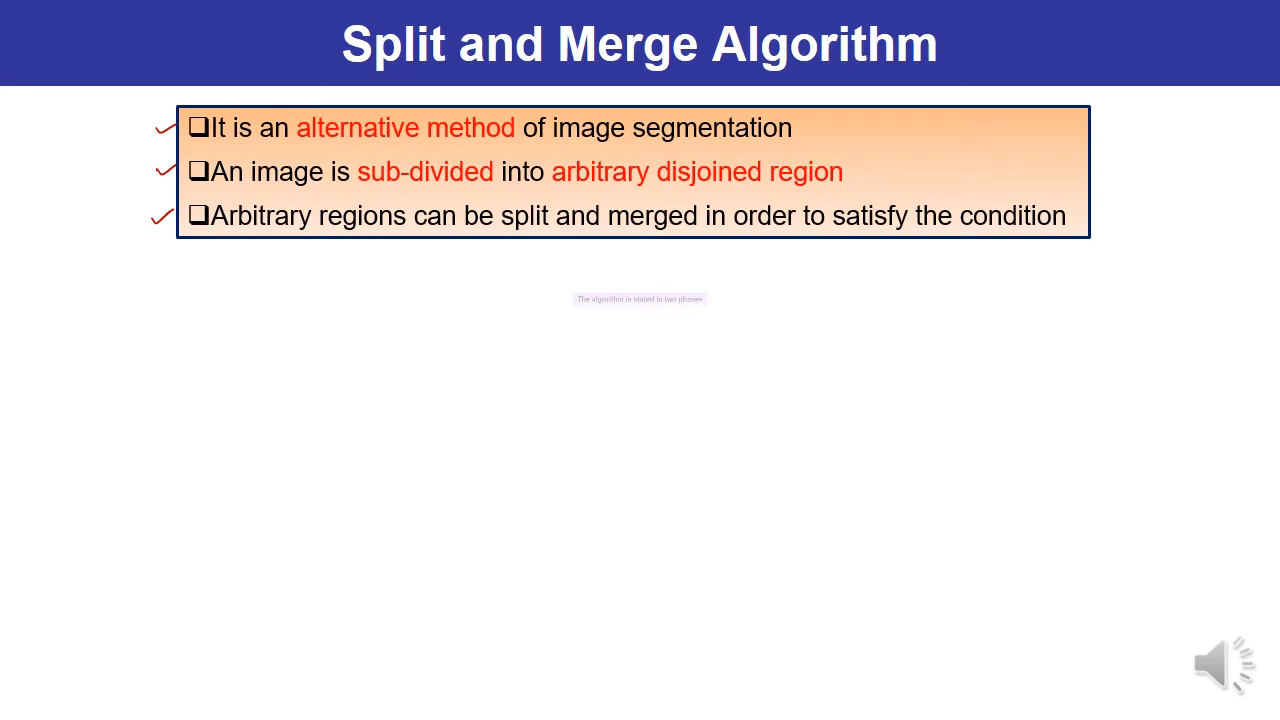 Split and Merge Algorithm
❑It is an alternative method of image segmentation
❑An image is sub-divided into arbitrary disjoined region
❑Arbitrary regions can be split and merged in order to satisfy the condition
The algorithm is stated in two phases